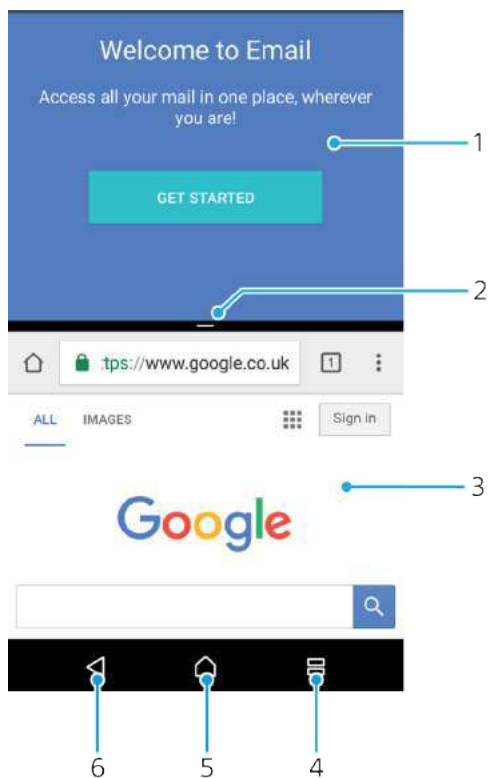 Welcome to Email
Access all your mail in one place, wherever
you are!
1
GET STARTED
2
:tps://www.google.co.uk
1
ALL IMAGES
Sign in
3
Google
6 5 4